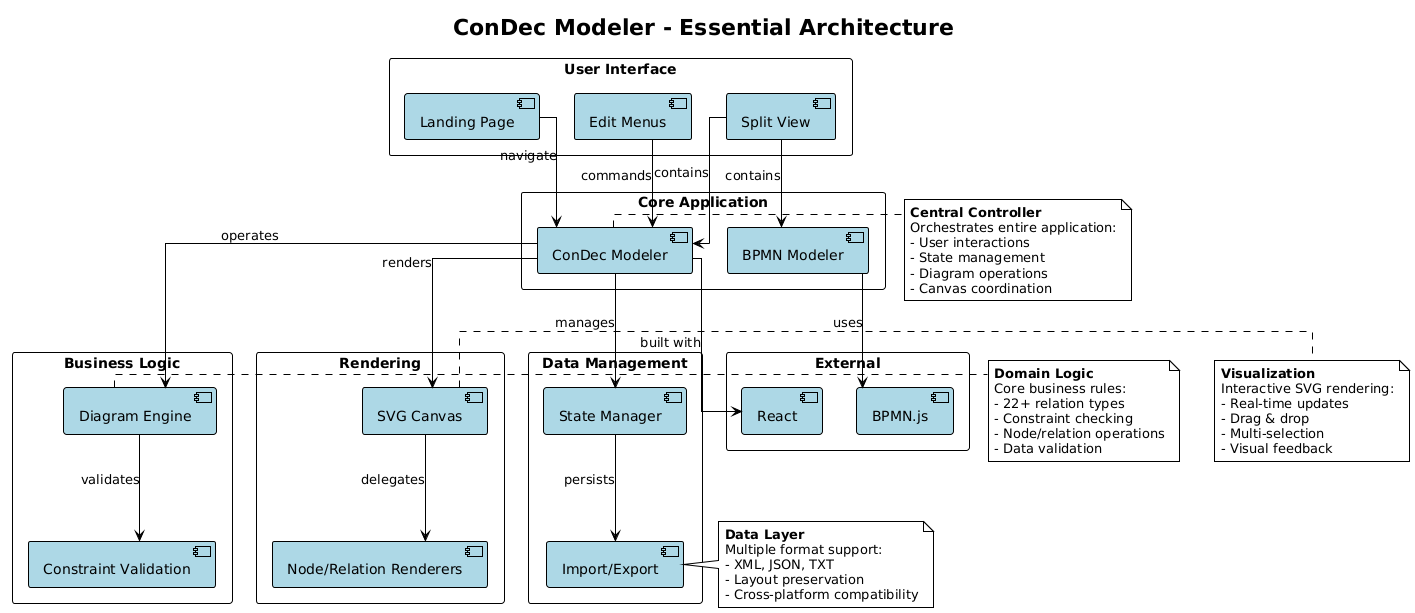 ConDec Modeler - Essential Architecture
User Interface
Landing Page
Edit Menus
Split View
navigate
commands
contains
contains
Core Application
ConDec Modeler
BPMN Modeler
Central Controller
Orchestrates entire application:
- User interactions
- State management
- Diagram operations
- Canvas coordination
operates
renders
manages
built with
uses
Business Logic
Diagram Engine
validates
Constraint Validation
Rendering
SVG Canvas
delegates
Node/Relation Renderers
Data Management
State Manager
persists
Import/Export
External
React
BPMN.js
Domain Logic
Core business rules:
- 22+ relation types
- Constraint checking
- Node/relation operations
- Data validation
Visualization
Interactive SVG rendering:
- Real-time updates
- Drag & drop
- Multi-selection
- Visual feedback
Data Layer
Multiple format support:
- XML, JSON, TXT
- Layout preservation
- Cross-platform compatibility